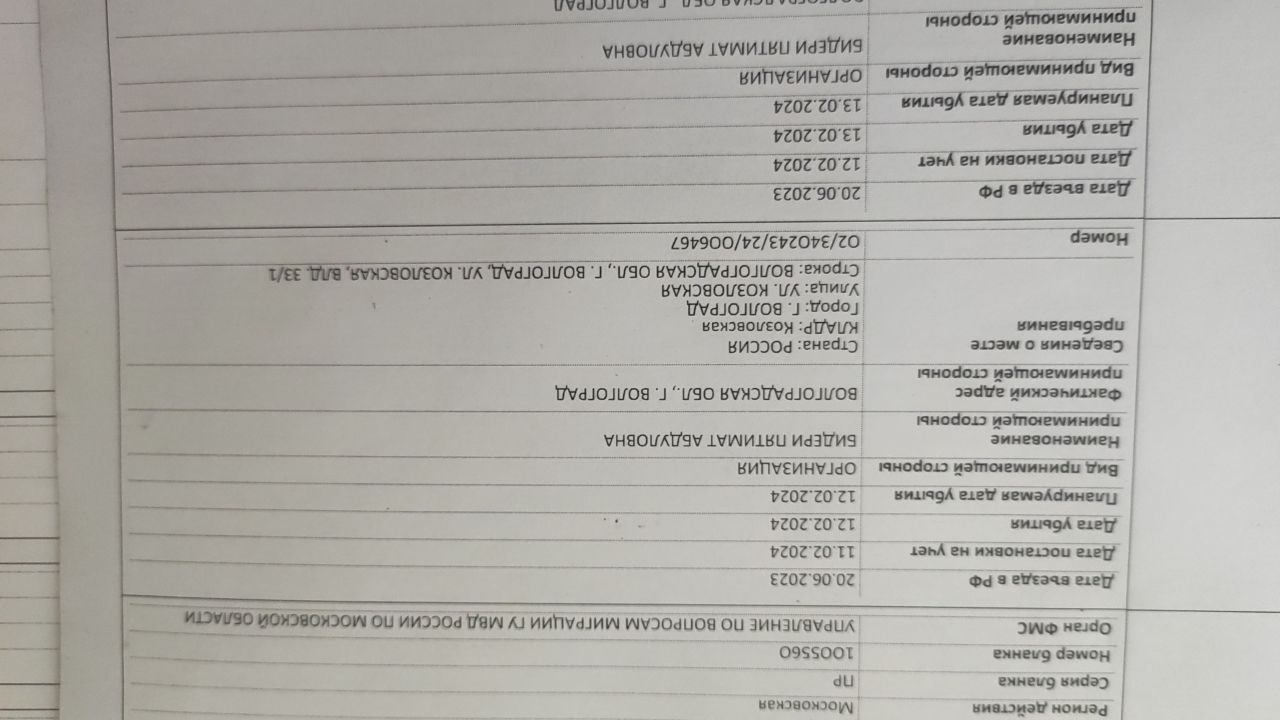 Регион действия Московская
Серия бланка ПР
Номер бланка 1005560
Орган ФМС УПРАВЛЕНИЕ ПО ВОПРОСАМ МИГРАЦИИ ГУ МВД РОССИИ ПО МОСКОВСКОЙ ОБЛАСТИ
Дата въезда в РФ 20.06.2023
Дата постановки на учет 11.02.2024
Дата убытия 12.02.2024
Планируемая дата убытия 12.02.2024
Вид принимающей стороны ОРГАНИЗАЦИЯ
Наименование
принимающей стороны БИДЕРИ ПЯТИМАТ АБДУЛОВНА
Фактический адрес
принимающей стороны ВОЛГОГРАДСКАЯ ОБЛ., Г. ВОЛГОГРАД
Сведения о месте
пребывания
Страна: РОССИЯ
КЛАДР: Козловская
Город: Г. ВОЛГОГРАД
Улица: УЛ. КОЗЛОВСКАЯ
Строка: ВОЛГОГРАДСКАЯ ОБЛ., Г. ВОЛГОГРАД, УЛ. КОЗЛОВСКАЯ, ВЛД. 33/1
Номер 02/340243/24/006467
Дата въезда в РФ 20.06.2023
Дата постановки на учет 12.02.2024
Дата убытия 13.02.2024
Планируемая дата убытия 13.02.2024
Вид принимающей стороны ОРГАНИЗАЦИЯ
Наименование
принимающей стороны БИДЕРИ ПЯТИМАТ АБДУЛОВНА
ВОЛГОГРАДСКАЯ ОБЛ., Г. ВОЛГОГРАД